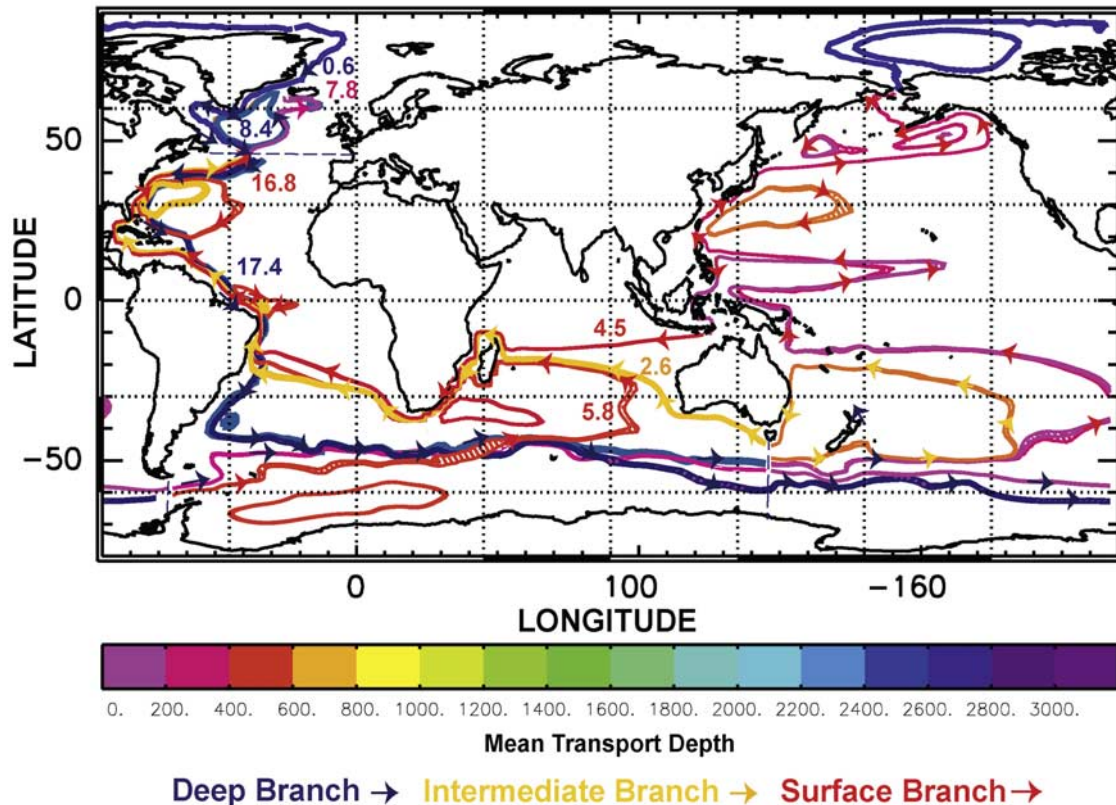 0.6
7.8
8.4
50
16.8
17.4
LATITUDE
0
4.5
2.6
5.8
−50
0 100 −160
LONGITUDE
0. 200. 400. 600. 800. 1000. 1200. 1400. 1600. 1800. 2000. 2200. 2400. 2600. 2800. 3000.
Mean Transport Depth
Deep Branch → Intermediate Branch → Surface Branch →